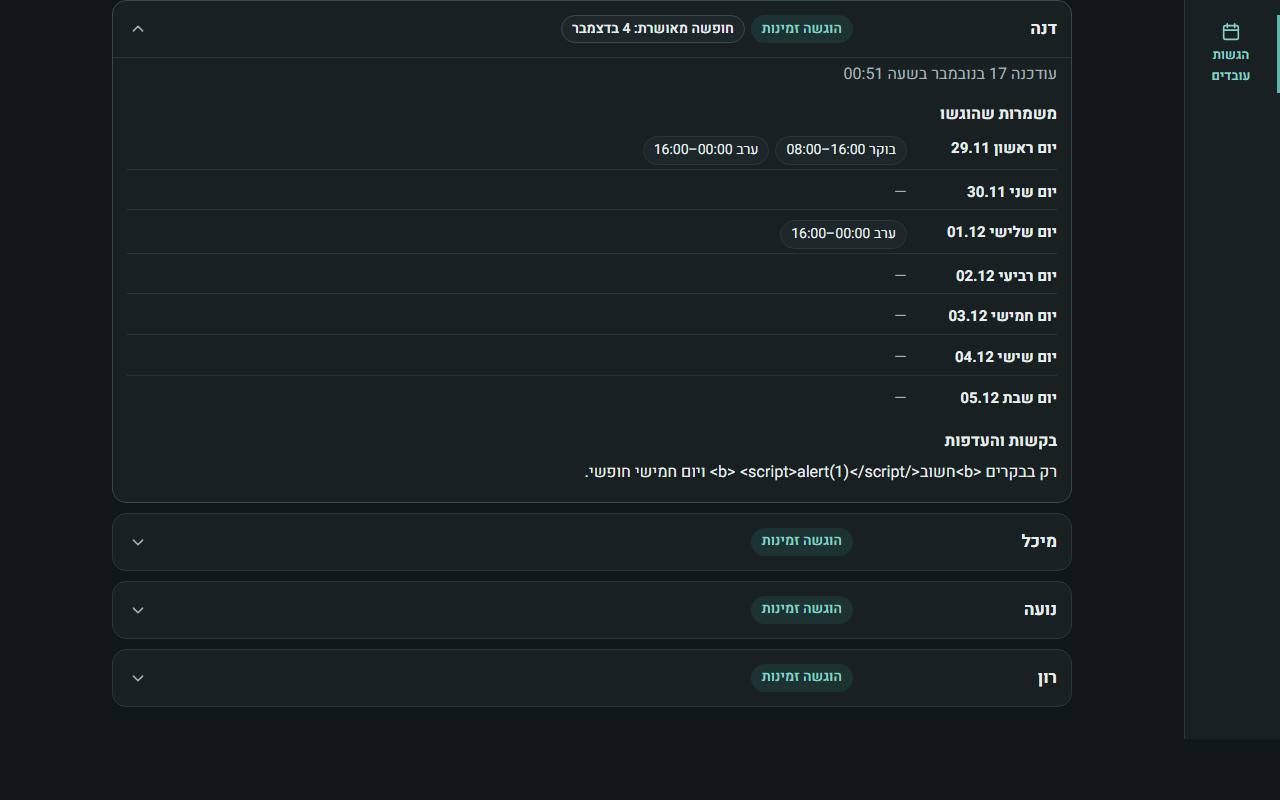 הגשות
עובדים
דנה
הוגשה זמינות
חופשה מאושרת: 4 בדצמבר
עודכנה 17 בנובמבר בשעה 00:51
משמרות שהוגשו
יום ראשון 29.11
בוקר 08:00–16:00
ערב 16:00–00:00
יום שני 30.11
—
יום שלישי 01.12
ערב 16:00–00:00
יום רביעי 02.12
—
יום חמישי 03.12
—
יום שישי 04.12
—
יום שבת 05.12
—
בקשות והעדפות
רק בבקרים <b>חשוב</b> <script>alert(1)</script> ויום חמישי חופשי.
מיכל
הוגשה זמינות
נועה
הוגשה זמינות
רון
הוגשה זמינות